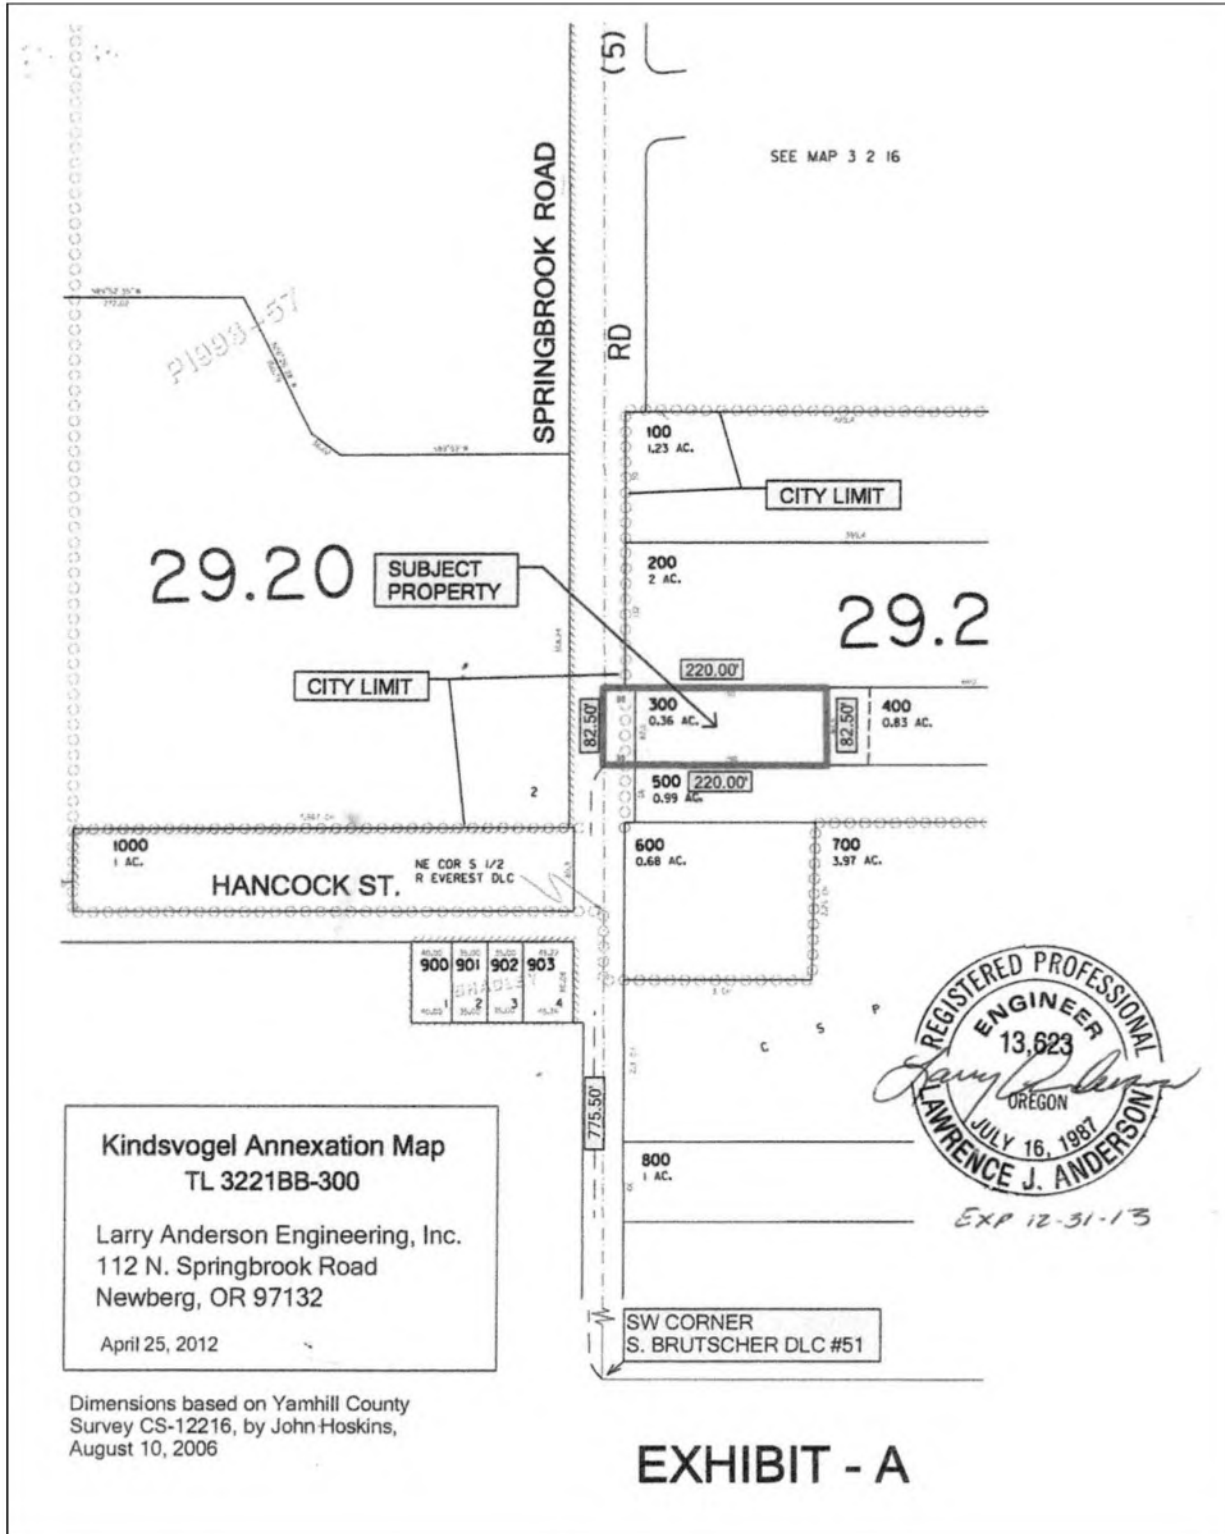 (5)
SEE MAP 3 2 16
SPRINGBROOK ROAD
RD
P1993-57
100
1.23 AC.
CITY LIMIT
200
2 AC.
29.20
SUBJECT
PROPERTY
29.2
CITY LIMIT
220.00'
82.50'
300
0.36 AC.
82.50'
400
0.83 AC.
500
0.99 AC.
220.00'
2
1000
1 AC.
HANCOCK ST.
NE COR S 1/2
R EVEREST DLC
600
0.68 AC.
700
3.97 AC.
900 901 902 903
BRADLEY
1 2 3 4
C S P
775.50'
800
1 AC.
REGISTERED PROFESSIONAL
ENGINEER
13,623
Larry Anderson
OREGON
JULY 16, 1987
LAWRENCE J. ANDERSON
EXP 12-31-13
Kindsvogel Annexation Map
TL 3221BB-300
Larry Anderson Engineering, Inc.
112 N. Springbrook Road
Newberg, OR 97132
April 25, 2012
SW CORNER
S. BRUTSCHER DLC #51
Dimensions based on Yamhill County
Survey CS-12216, by John Hoskins,
August 10, 2006
EXHIBIT - A